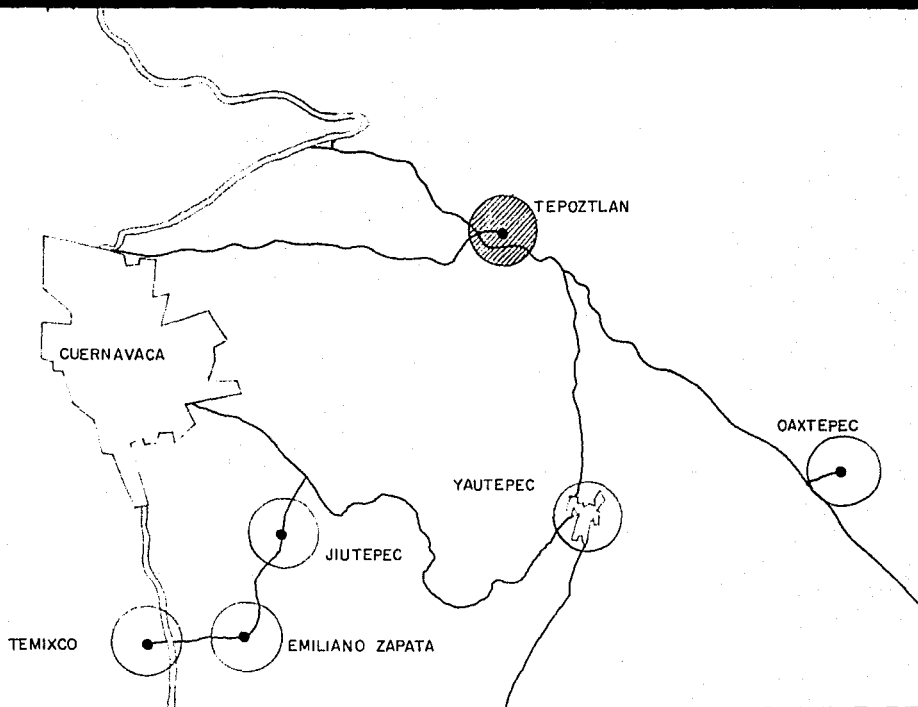 TEPOZTLAN
CUERNAVACA
OAXTEPEC
YAUTEPEC
JIUTEPEC
TEMIXCO
EMILIANO ZAPATA